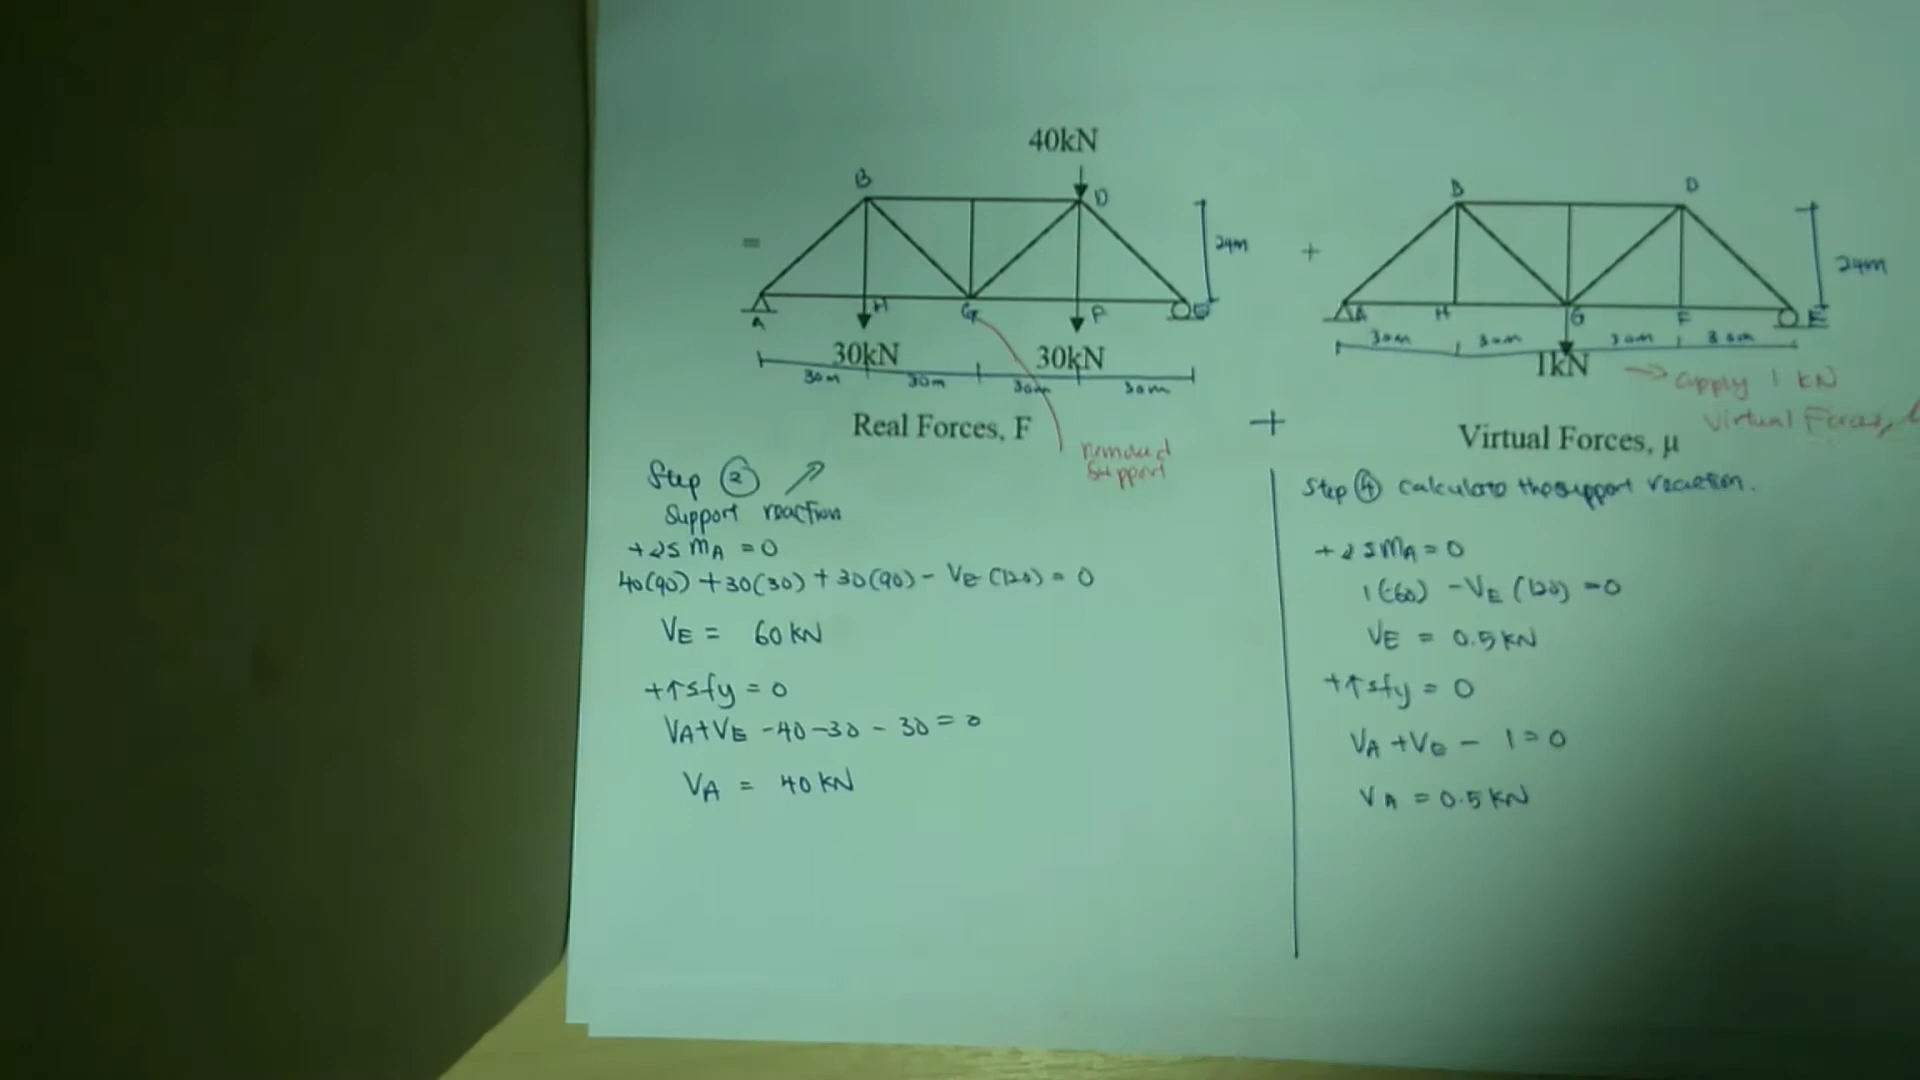 40kN
B
D
=
24m
A
H
G
F
30kN
30kN
30m
30m
30m
30m
Real Forces, F
removed
support
+
B
D
24m
A
H
G
F
E
30m
30m
30m
30m
1kN
→ apply 1 kN
Virtual Forces,
Virtual Forces, μ
+
Step ②
Support reaction
MA = 0
40(90) + 30(30) + 30(90) - VE (120) = 0
VE = 60 kN
+↑ Σfy = 0
VA + VE - 40 - 30 - 30 = 0
VA = 40 kN
Step ④ calculate the support reaction.
MA = 0
1(60) - VE (120) = 0
VE = 0.5 kN
+↑ Σfy = 0
VA + VE - 1 = 0
VA = 0.5 kN